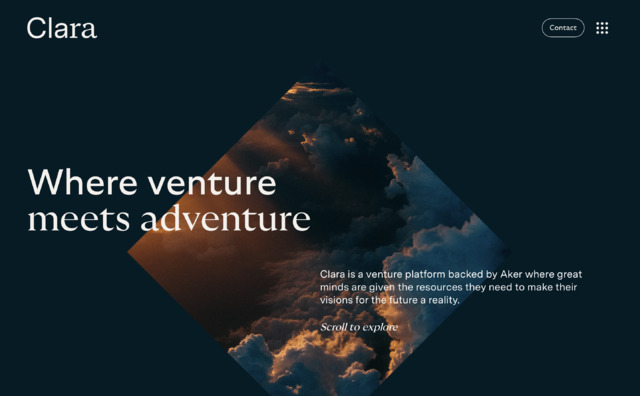 Clara
Contact
Where venture
meets adventure
Clara is a venture platform backed by Aker where great
minds are given the resources they need to make their
visions for the future a reality.
Scroll to explore